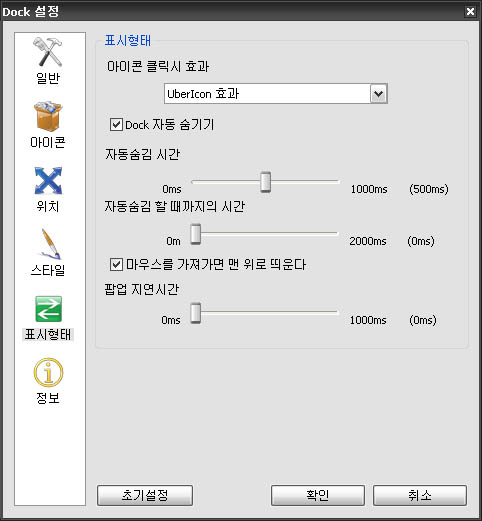 Dock 설정
일반
아이콘
위치
스타일
표시형태
정보
표시형태
아이콘 클릭시 효과
UberIcon 효과
Dock 자동 숨기기
자동숨김 시간
0ms 1000ms (500ms)
자동숨김 할 때까지의 시간
0m 2000ms (0ms)
마우스를 가져가면 맨 위로 띄운다
팝업 지연시간
0ms 1000ms (0ms)
초기설정 확인 취소